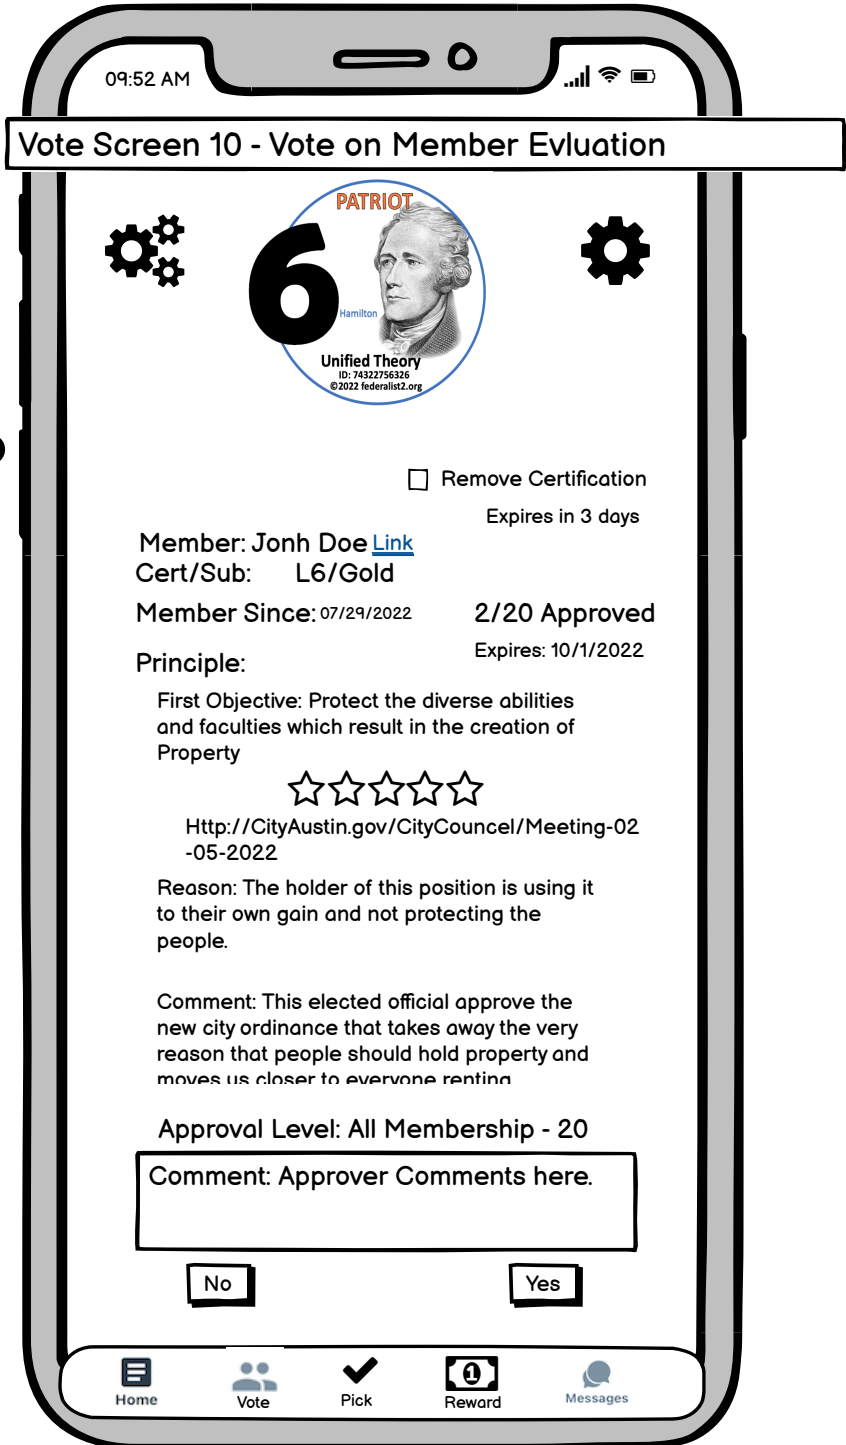 09:52 AM
Vote Screen 10 - Vote on Member Evluation
PATRIOT
6
Hamilton
Unified Theory
ID: 74322756326
©2022 federalist2.org
Remove Certification
Expires in 3 days
Member: Jonh Doe Link
Cert/Sub: L6/Gold
Member Since: 07/29/2022 2/20 Approved
Expires: 10/1/2022
Principle:
First Objective: Protect the diverse abilities
and faculties which result in the creation of
Property
Http://CityAustin.gov/CityCouncel/Meeting-02
-05-2022
Reason: The holder of this position is using it
to their own gain and not protecting the
people.
Comment: This elected official approve the
new city ordinance that takes away the very
reason that people should hold property and
moves us closer to everyone renting
Approval Level: All Membership - 20
Comment: Approver Comments here.
No Yes
1
Home Vote Pick Reward Messages